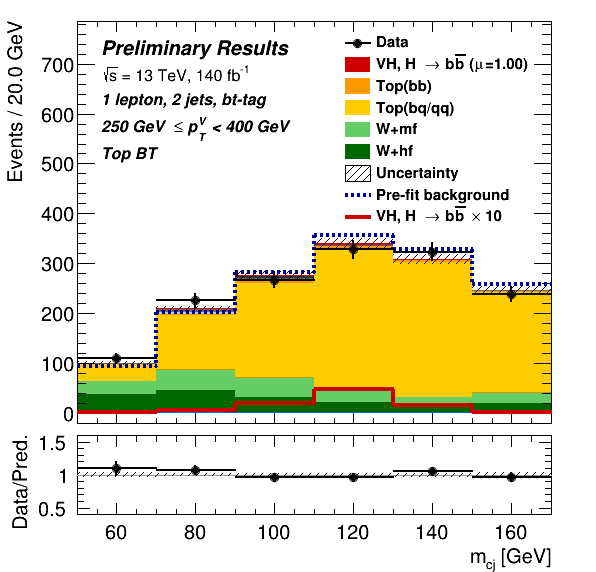 Events / 20.0 GeV
700
600
500
400
300
200
100
0
Preliminary Results
√s = 13 TeV, 140 fb⁻¹
1 lepton, 2 jets, bt-tag
250 GeV ≤ p_T^V < 400 GeV
Top BT
Data
VH, H → bb̅ (μ=1.00)
Top(bb)
Top(bq/qq)
W+mf
W+hf
Uncertainty
Pre-fit background
VH, H → bb̅ × 10
Data/Pred.
1.5
1
0.5
60 80 100 120 140 160
m_cj [GeV]